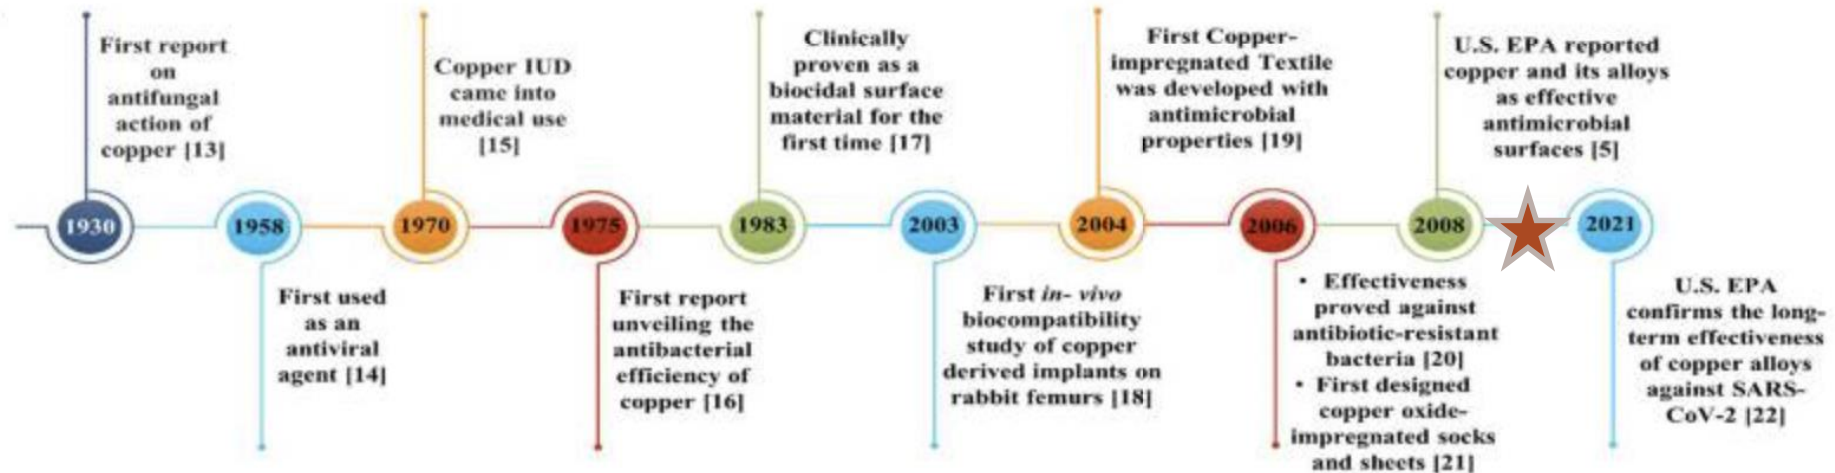 First report
on
antifungal
action of
copper [13]
Copper IUD
came into
medical use
[15]
Clinically
proven as a
biocidal surface
material for the
first time [17]
First Copper-
impregnated Textile
was developed with
antimicrobial
properties [19]
U.S. EPA reported
copper and its alloys
as effective
antimicrobial
surfaces [5]
1930
1958
1970
1975
1983
2003
2004
2006
2008
2021
First used
as an
antiviral
agent [14]
First report
unveiling the
antibacterial
efficiency of
copper [16]
First in- vivo
biocompatibility
study of copper
derived implants on
rabbit femurs [18]
• Effectiveness
proved against
antibiotic-resistant
bacteria [20]
• First designed
copper oxide-
impregnated socks
and sheets [21]
U.S. EPA
confirms the long-
term effectiveness
of copper alloys
against SARS-
CoV-2 [22]